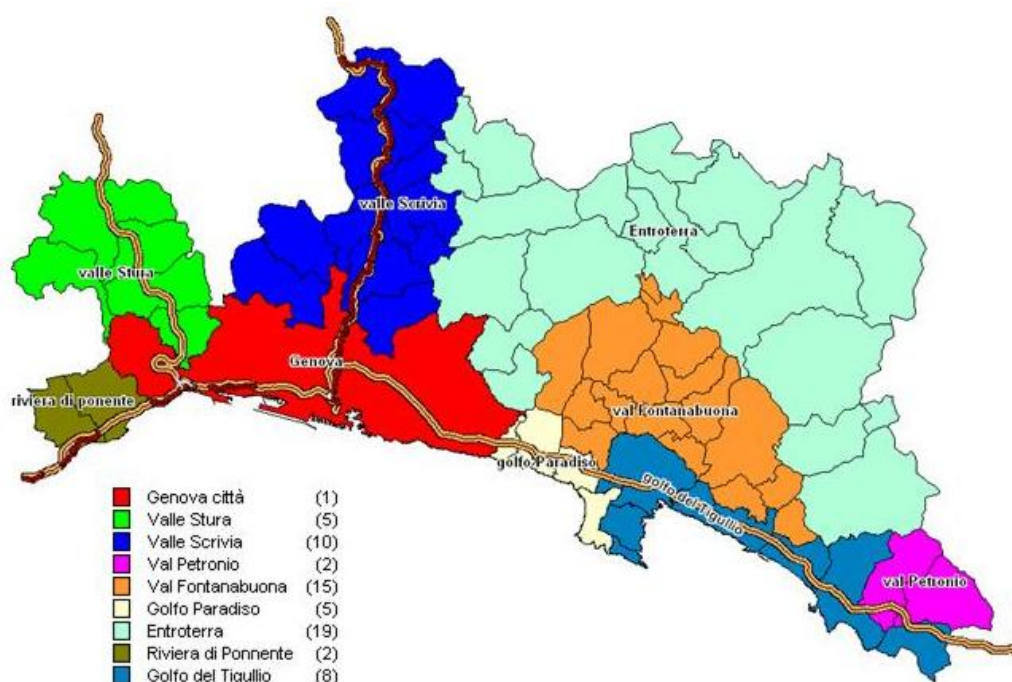 valle Scrivia
Entroterra
valle Stura
Genova
riviera di ponente
val Fontanabuona
golfo Paradiso
golfo del Tigullio
val Petronio
Genova città (1)
Valle Stura (5)
Valle Scrivia (10)
Val Petronio (2)
Val Fontanabuona (15)
Golfo Paradiso (5)
Entroterra (19)
Riviera di Ponnente (2)
Golfo del Tigullio (8)